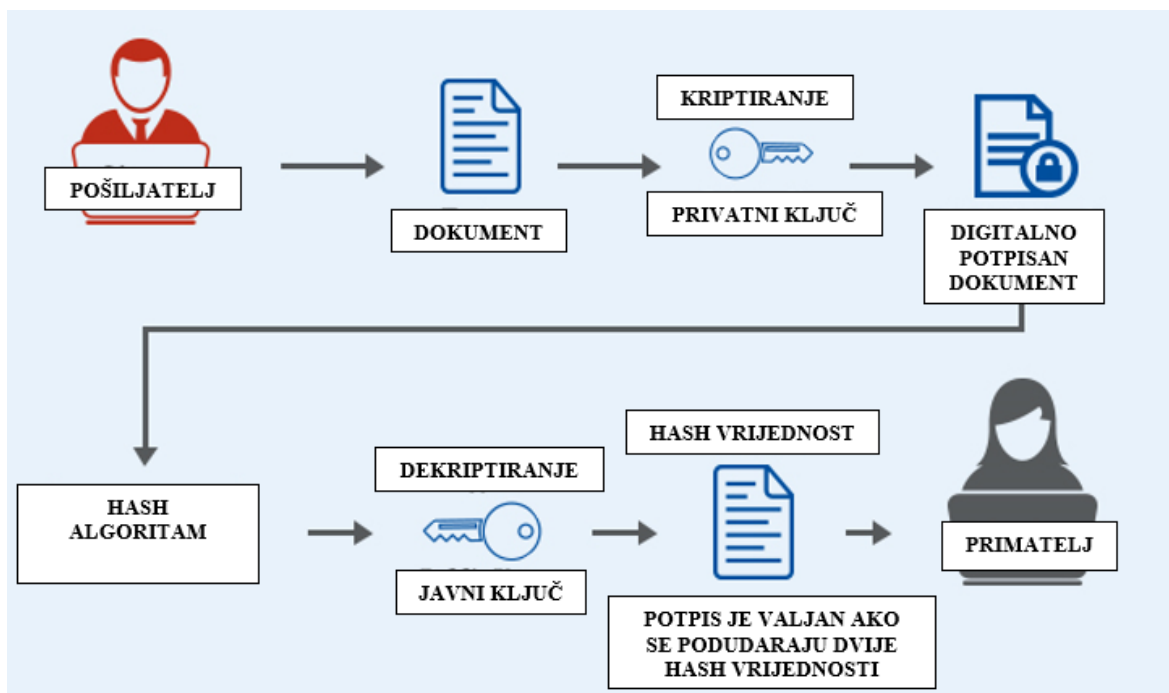 POŠILJATELJ
DOKUMENT
KRIPTIRANJE
PRIVATNI KLJUČ
DIGITALNO
POTPISAN
DOKUMENT
HASH
ALGORITAM
DEKRIPTIRANJE
JAVNI KLJUČ
HASH VRIJEDNOST
POTPIS JE VALJAN AKO
SE PODUDARAJU DVIJE
HASH VRIJEDNOSTI
PRIMATELJ